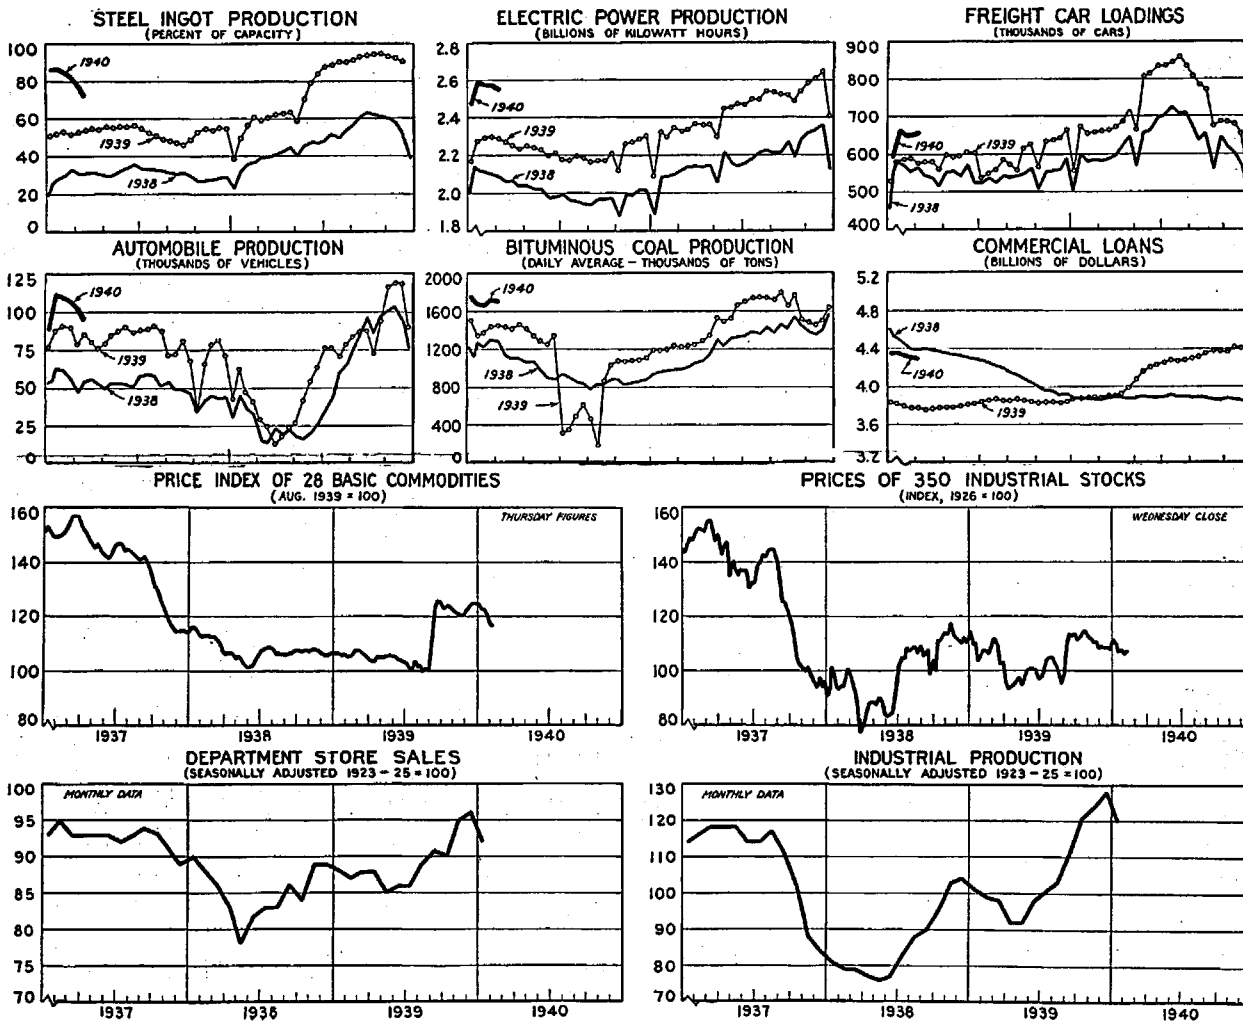 STEEL INGOT PRODUCTION
(PERCENT OF CAPACITY)
100
80
60
40
20
0
1940
1939
1938
ELECTRIC POWER PRODUCTION
(BILLIONS OF KILOWATT HOURS)
2.8
2.6
2.4
2.2
2.0
1.8
1940
1939
1938
FREIGHT CAR LOADINGS
(THOUSANDS OF CARS)
900
800
700
600
500
400
1940
1939
1938
AUTOMOBILE PRODUCTION
(THOUSANDS OF VEHICLES)
125
100
75
50
25
0
1940
1939
1938
BITUMINOUS COAL PRODUCTION
(DAILY AVERAGE - THOUSANDS OF TONS)
2000
1600
1200
800
400
0
1940
1938
1939
COMMERCIAL LOANS
(BILLIONS OF DOLLARS)
5.2
4.8
4.4
4.0
3.6
3.2
1938
1940
1939
PRICE INDEX OF 28 BASIC COMMODITIES
(AUG. 1939 = 100)
THURSDAY FIGURES
160
140
120
100
80
1937 1938 1939 1940
PRICES OF 350 INDUSTRIAL STOCKS
(INDEX, 1926 = 100)
WEDNESDAY CLOSE
160
140
120
100
80
1937 1938 1939 1940
DEPARTMENT STORE SALES
(SEASONALLY ADJUSTED 1923 - 25 = 100)
MONTHLY DATA
100
95
90
85
80
75
70
1937 1938 1939 1940
INDUSTRIAL PRODUCTION
(SEASONALLY ADJUSTED 1923 - 25 = 100)
MONTHLY DATA
130
120
110
100
90
80
70
1937 1938 1939 1940